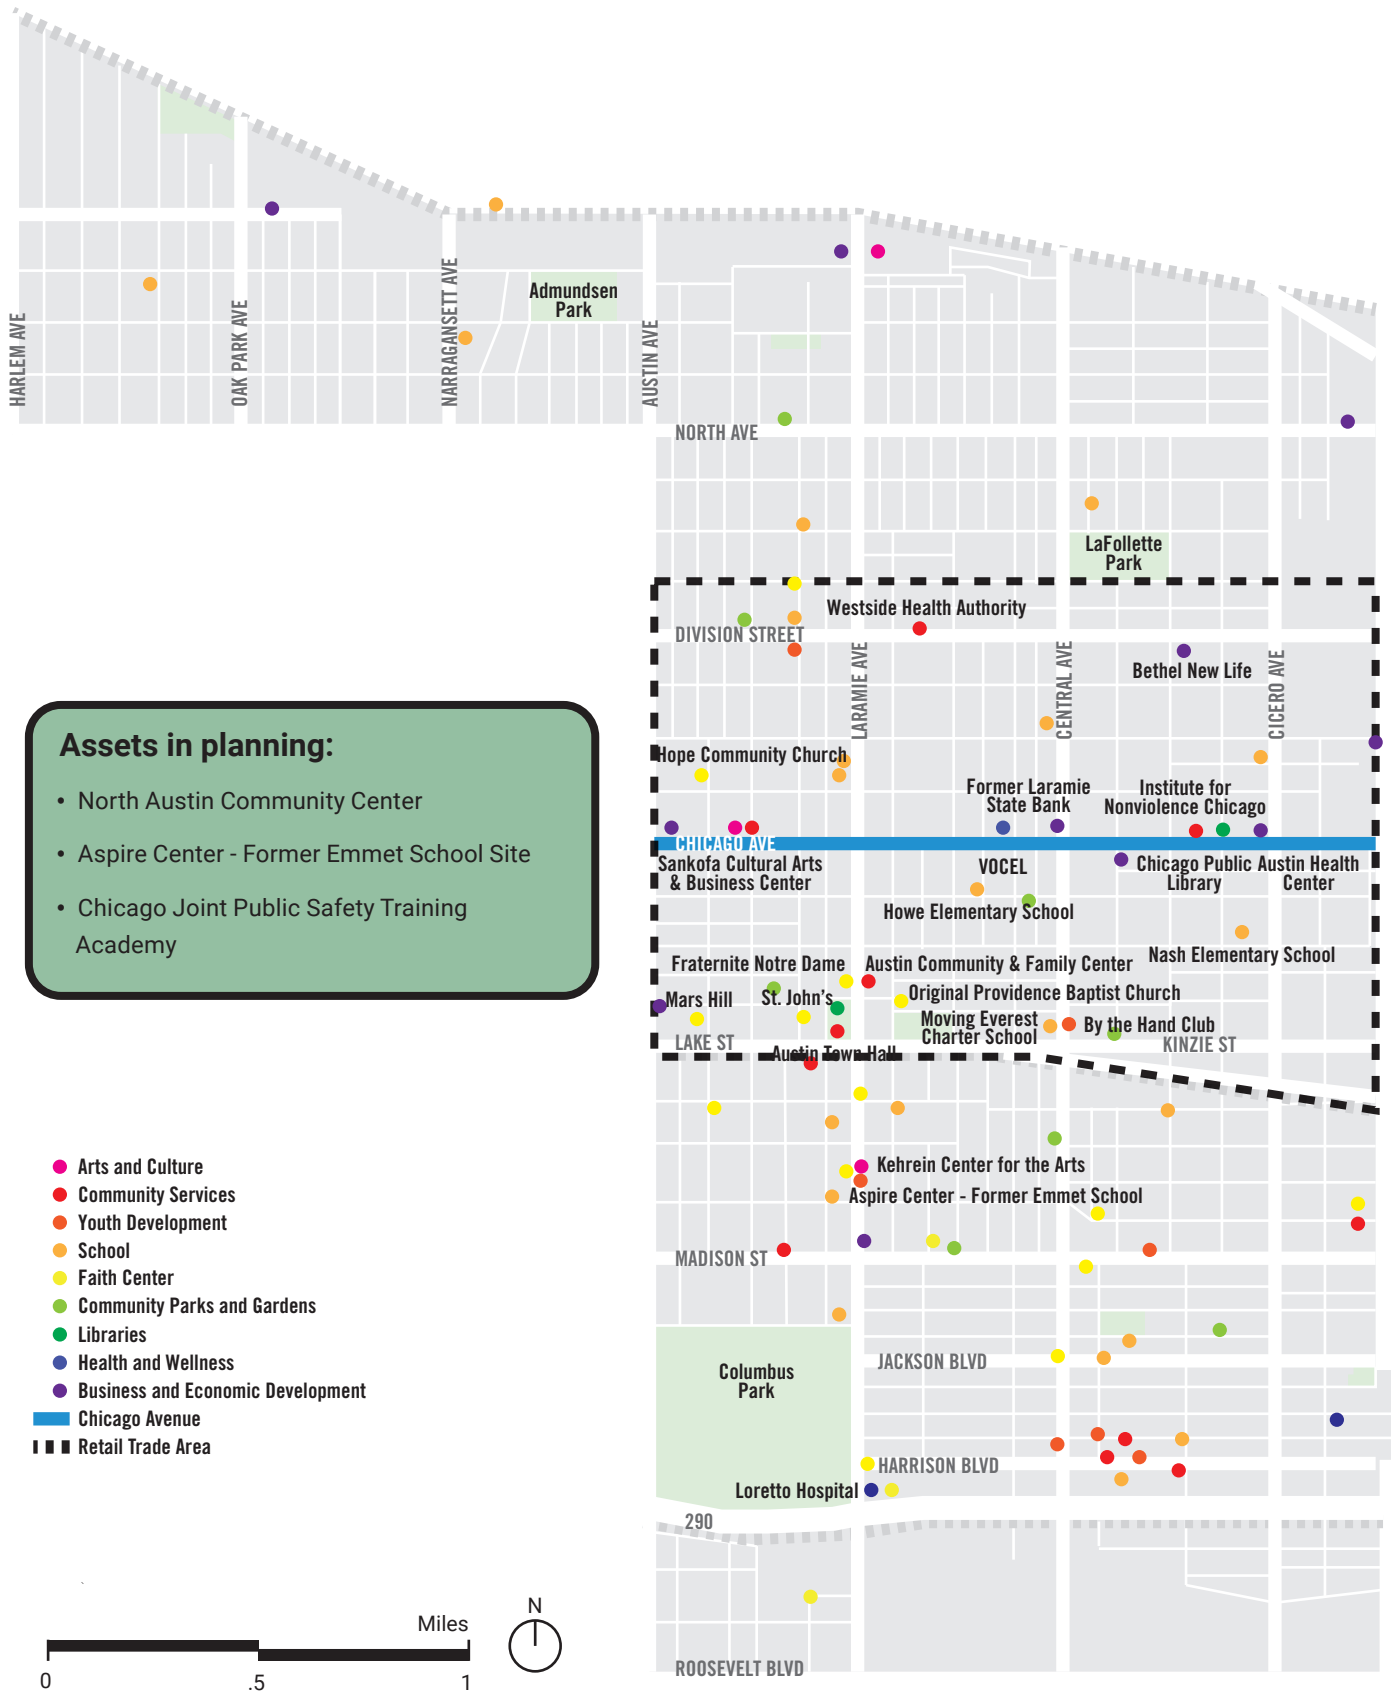 HARLEM AVE
OAK PARK AVE
NARRAGANSETT AVE
Admundsen
Park
AUSTIN AVE
NORTH AVE
LaFollette
Park
Westside Health Authority
DIVISION STREET
LARAMIE AVE
CENTRAL AVE
CICERO AVE
Bethel New Life
Hope Community Church
Former Laramie
State Bank
Institute for
Nonviolence Chicago
CHICAGO AVE
Sankofa Cultural Arts
& Business Center
VOCEL
Chicago Public
Library
Austin Health
Center
Howe Elementary School
Nash Elementary School
Fraternite Notre Dame
Austin Community & Family Center
Mars Hill
St. John's
Original Providence Baptist Church
Moving Everest
Charter School
By the Hand Club
LAKE ST
KINZIE ST
Austin Town Hall
Kehrein Center for the Arts
Aspire Center - Former Emmet School
MADISON ST
Columbus
Park
JACKSON BLVD
HARRISON BLVD
Loretto Hospital
290
ROOSEVELT BLVD
Assets in planning:
• North Austin Community Center
• Aspire Center - Former Emmet School Site
• Chicago Joint Public Safety Training
Academy
Arts and Culture
Community Services
Youth Development
School
Faith Center
Community Parks and Gardens
Libraries
Health and Wellness
Business and Economic Development
Chicago Avenue
Retail Trade Area
Miles
0 .5 1
N